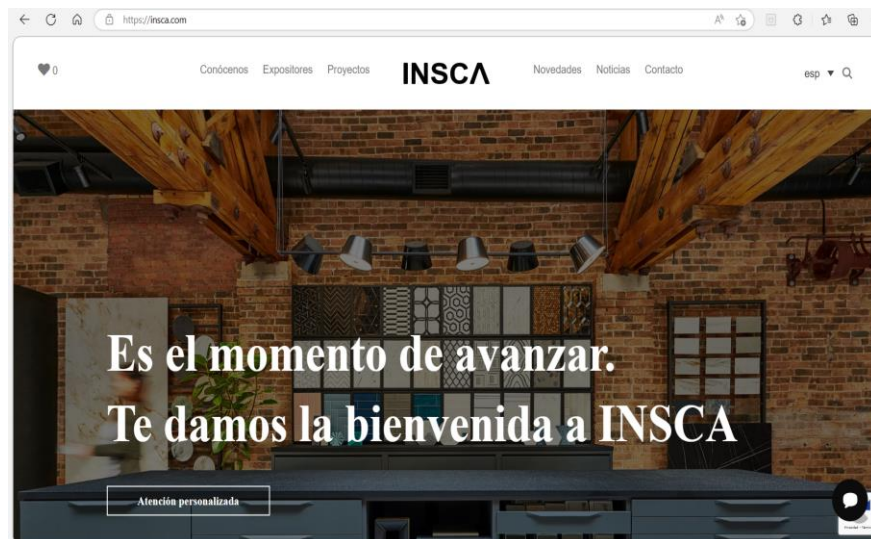 https://insca.com
0
Conócenos Expositores Proyectos INSCΛ Novedades Noticias Contacto
esp ▼
Es el momento de avanzar.
Te damos la bienvenida a INSCA
Atención personalizada